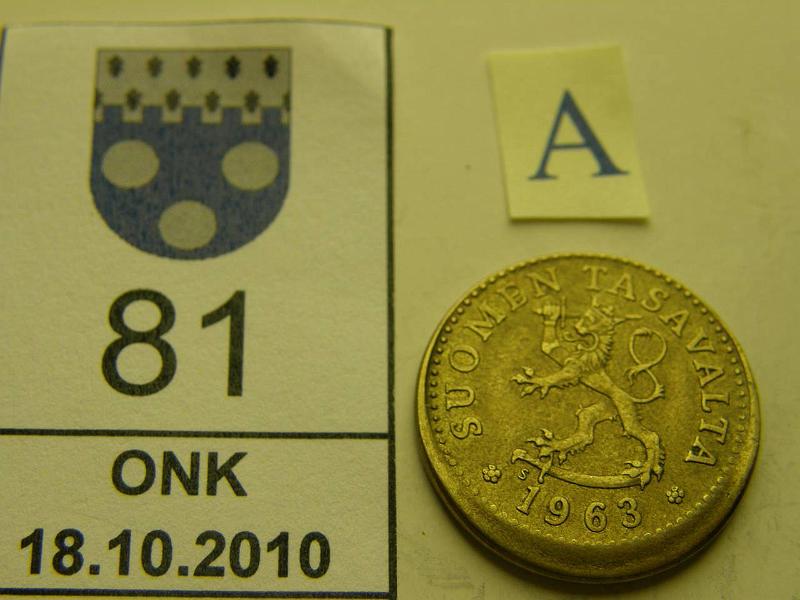 81
ONK
18.10.2010
A
SUOMEN TASAVALTA
S
1963